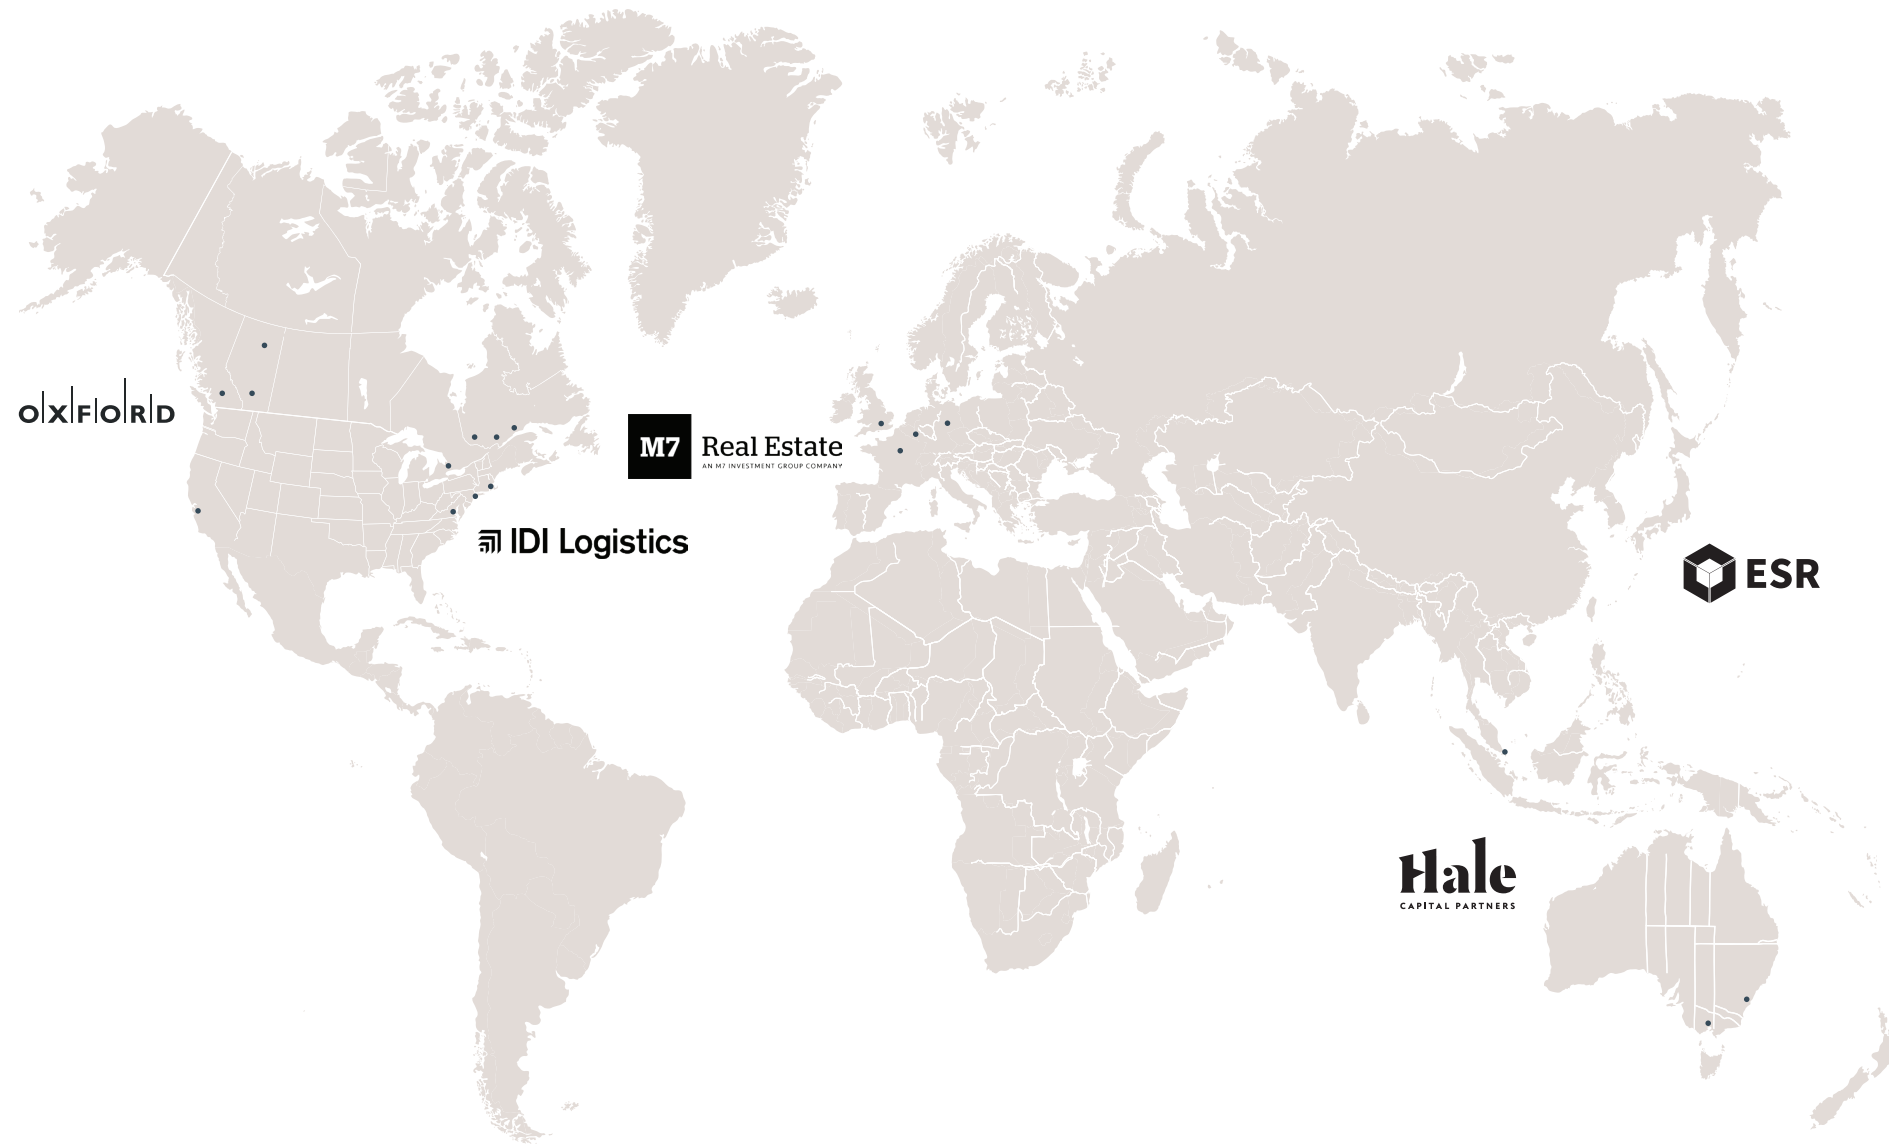 OXFORD
M7 Real Estate
AN M7 INVESTMENT GROUP COMPANY
IDI Logistics
ESR
Hale
CAPITAL PARTNERS